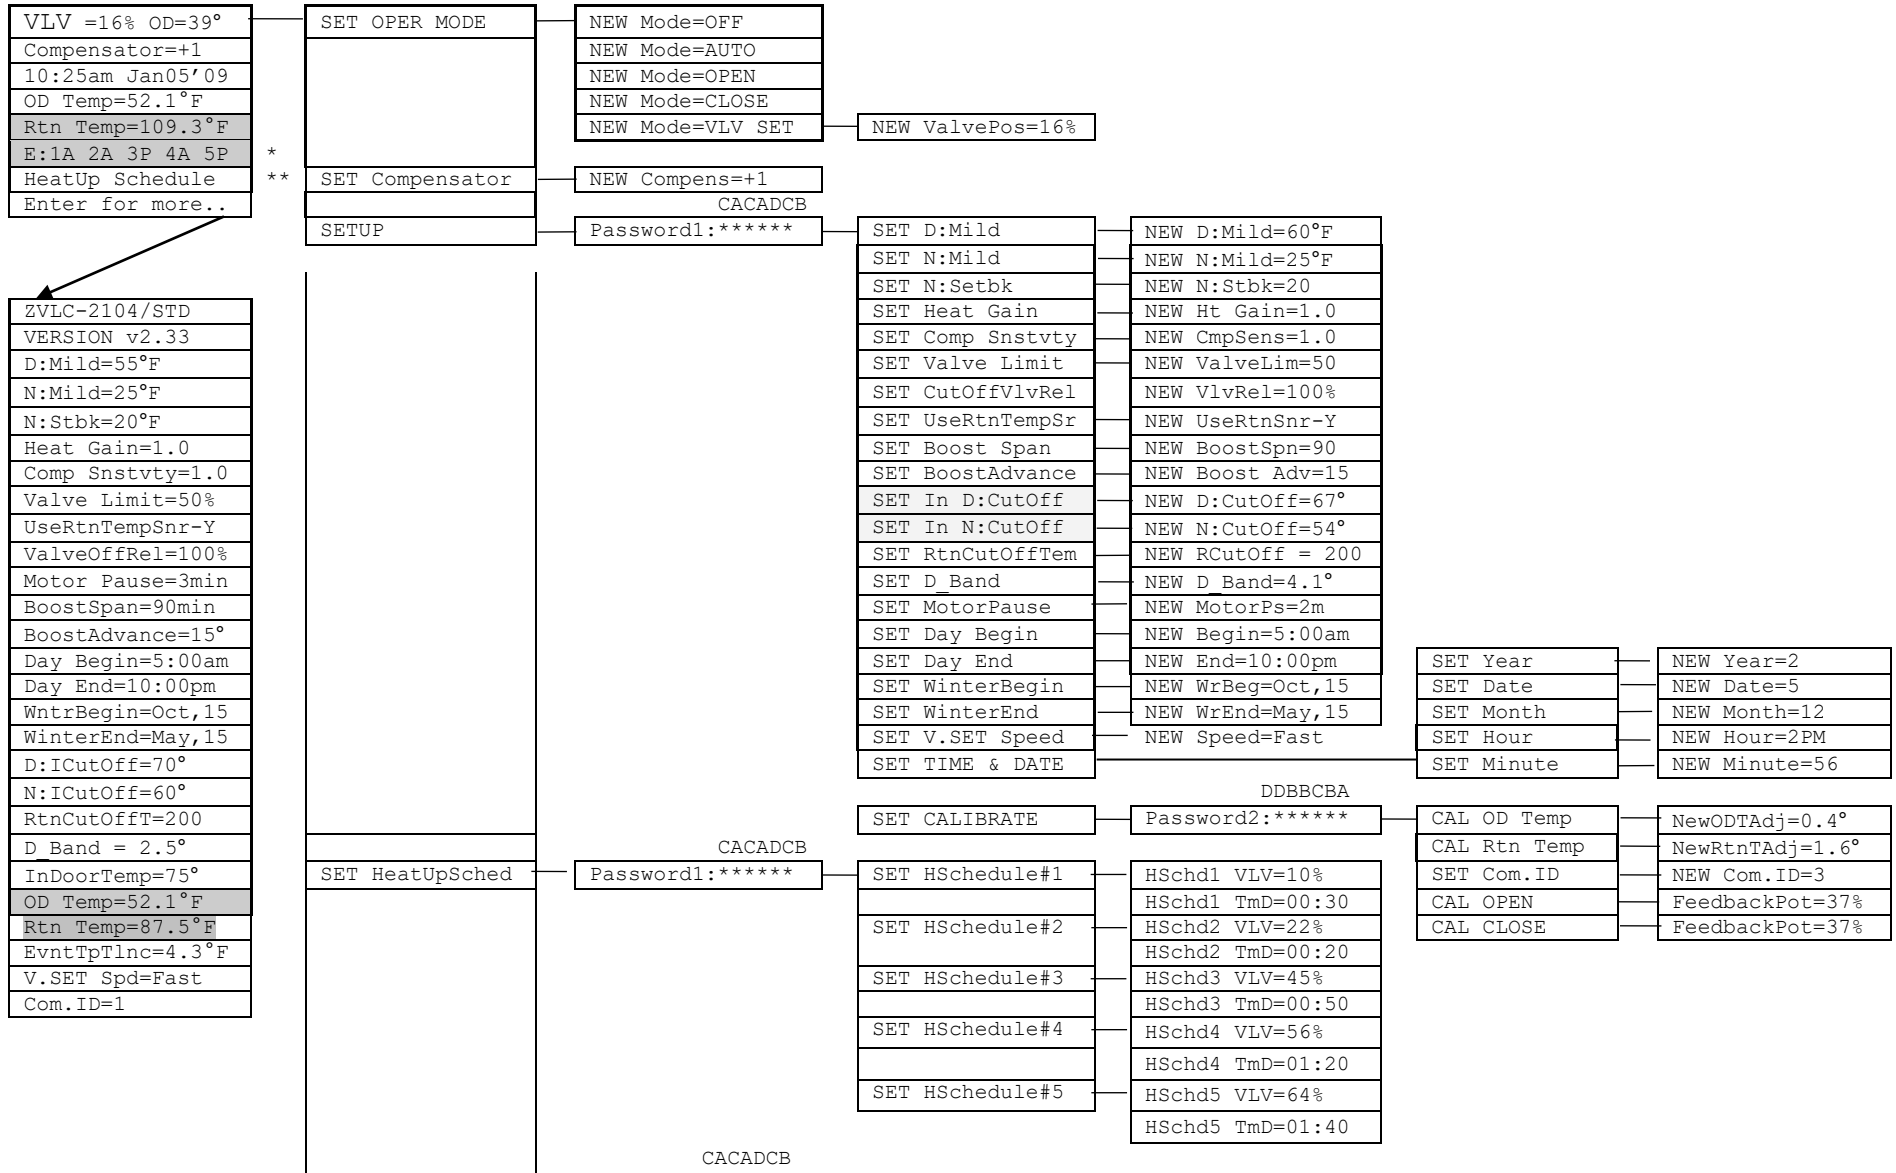 VLV =16% OD=39° SET OPER MODE NEW Mode=OFF
Compensator=+1 NEW Mode=AUTO
10:25am Jan05’09 NEW Mode=OPEN
OD Temp=52.1°F NEW Mode=CLOSE
Rtn Temp=109.3°F NEW Mode=VLV SET NEW ValvePos=16%
E:1A 2A 3P 4A 5P *
HeatUp Schedule ** SET Compensator NEW Compens=+1
Enter for more.. CACADCB
SETUP Password1:****** SET D:Mild NEW D:Mild=60°F
SET N:Mild NEW N:Mild=25°F
SET N:Setbk NEW N:Stbk=20
ZVLC-2104/STD SET Heat Gain NEW Ht Gain=1.0
VERSION v2.33 SET Comp Snstvty NEW CmpSens=1.0
D:Mild=55°F SET Valve Limit NEW ValveLim=50
N:Mild=25°F SET CutOffVlvRel NEW VlvRel=100%
N:Stbk=20°F SET UseRtnTempSr NEW UseRtnSnr-Y
Heat Gain=1.0 SET Boost Span NEW BoostSpn=90
Comp Snstvty=1.0 SET BoostAdvance NEW Boost Adv=15
Valve Limit=50% SET In D:CutOff NEW D:CutOff=67°
UseRtnTempSnr-Y SET In N:CutOff NEW N:CutOff=54°
ValveOffRel=100% SET RtnCutOffTem NEW RCutOff = 200
Motor Pause=3min SET D_Band NEW D_Band=4.1°
BoostSpan=90min SET MotorPause NEW MotorPs=2m
BoostAdvance=15° SET Day Begin NEW Begin=5:00am
Day Begin=5:00am SET Day End NEW End=10:00pm SET Year NEW Year=2
Day End=10:00pm SET WinterBegin NEW WrBeg=Oct,15 SET Date NEW Date=5
WntrBegin=Oct,15 SET WinterEnd NEW WrEnd=May,15 SET Month NEW Month=12
WinterEnd=May,15 SET V.SET Speed NEW Speed=Fast SET Hour NEW Hour=2PM
D:ICutOff=70° SET TIME & DATE SET Minute NEW Minute=56
N:ICutOff=60° DDBBCBA
RtnCutOffT=200 SET CALIBRATE Password2:****** CAL OD Temp NewODTAdj=0.4°
D_Band = 2.5° CACADCB CAL Rtn Temp NewRtnTAdj=1.6°
InDoorTemp=75° SET HeatUpSched Password1:****** SET HSchedule#1 HSchd1 VLV=10% SET Com.ID NEW Com.ID=3
OD Temp=52.1°F HSchd1 TmD=00:30 CAL OPEN FeedbackPot=37%
Rtn Temp=87.5°F SET HSchedule#2 HSchd2 VLV=22% CAL CLOSE FeedbackPot=37%
EvntTpTlnc=4.3°F HSchd2 TmD=00:20
V.SET Spd=Fast SET HSchedule#3 HSchd3 VLV=45%
Com.ID=1 HSchd3 TmD=00:50
SET HSchedule#4 HSchd4 VLV=56%
HSchd4 TmD=01:20
SET HSchedule#5 HSchd5 VLV=64%
HSchd5 TmD=01:40
CACADCB